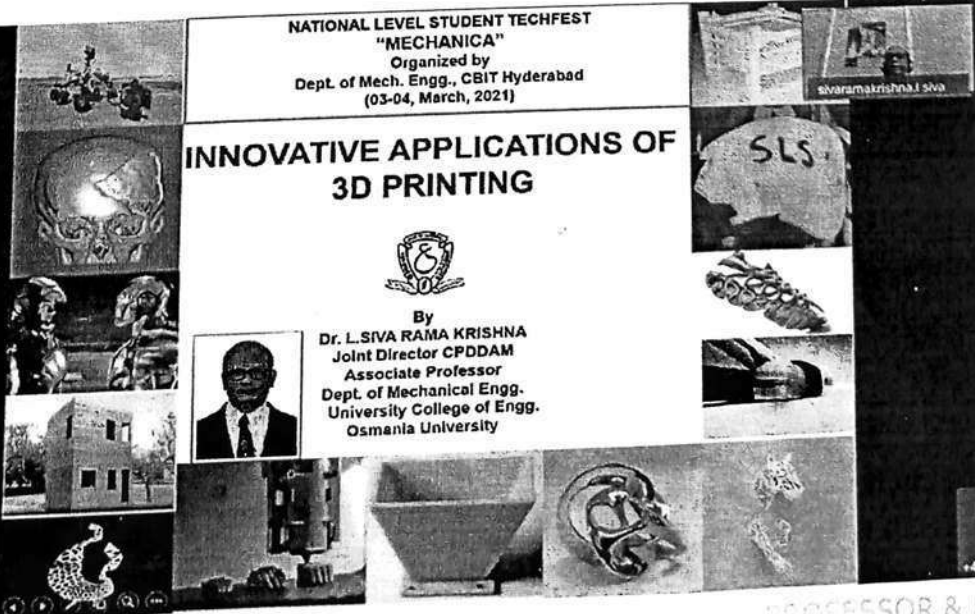 NATIONAL LEVEL STUDENT TECHFEST
"MECHANICA"
Organized by
Dept. of Mech. Engg., CBIT Hyderabad
(03-04, March, 2021)
sivaramakrishna.l siva
INNOVATIVE APPLICATIONS OF
3D PRINTING
SLS.
By
Dr. L.SIVA RAMA KRISHNA
Joint Director CPDDAM
Associate Professor
Dept. of Mechanical Engg.
University College of Engg.
Osmania University
PROFESSOR &